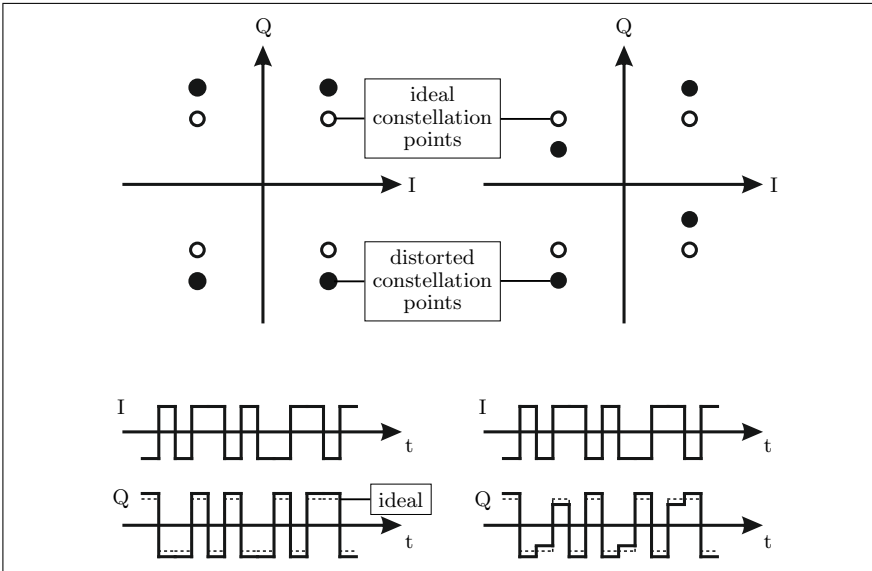 Q
Q
ideal
constellation
points
I
I
distorted
constellation
points
I
t
I
t
Q
ideal
t
Q
t